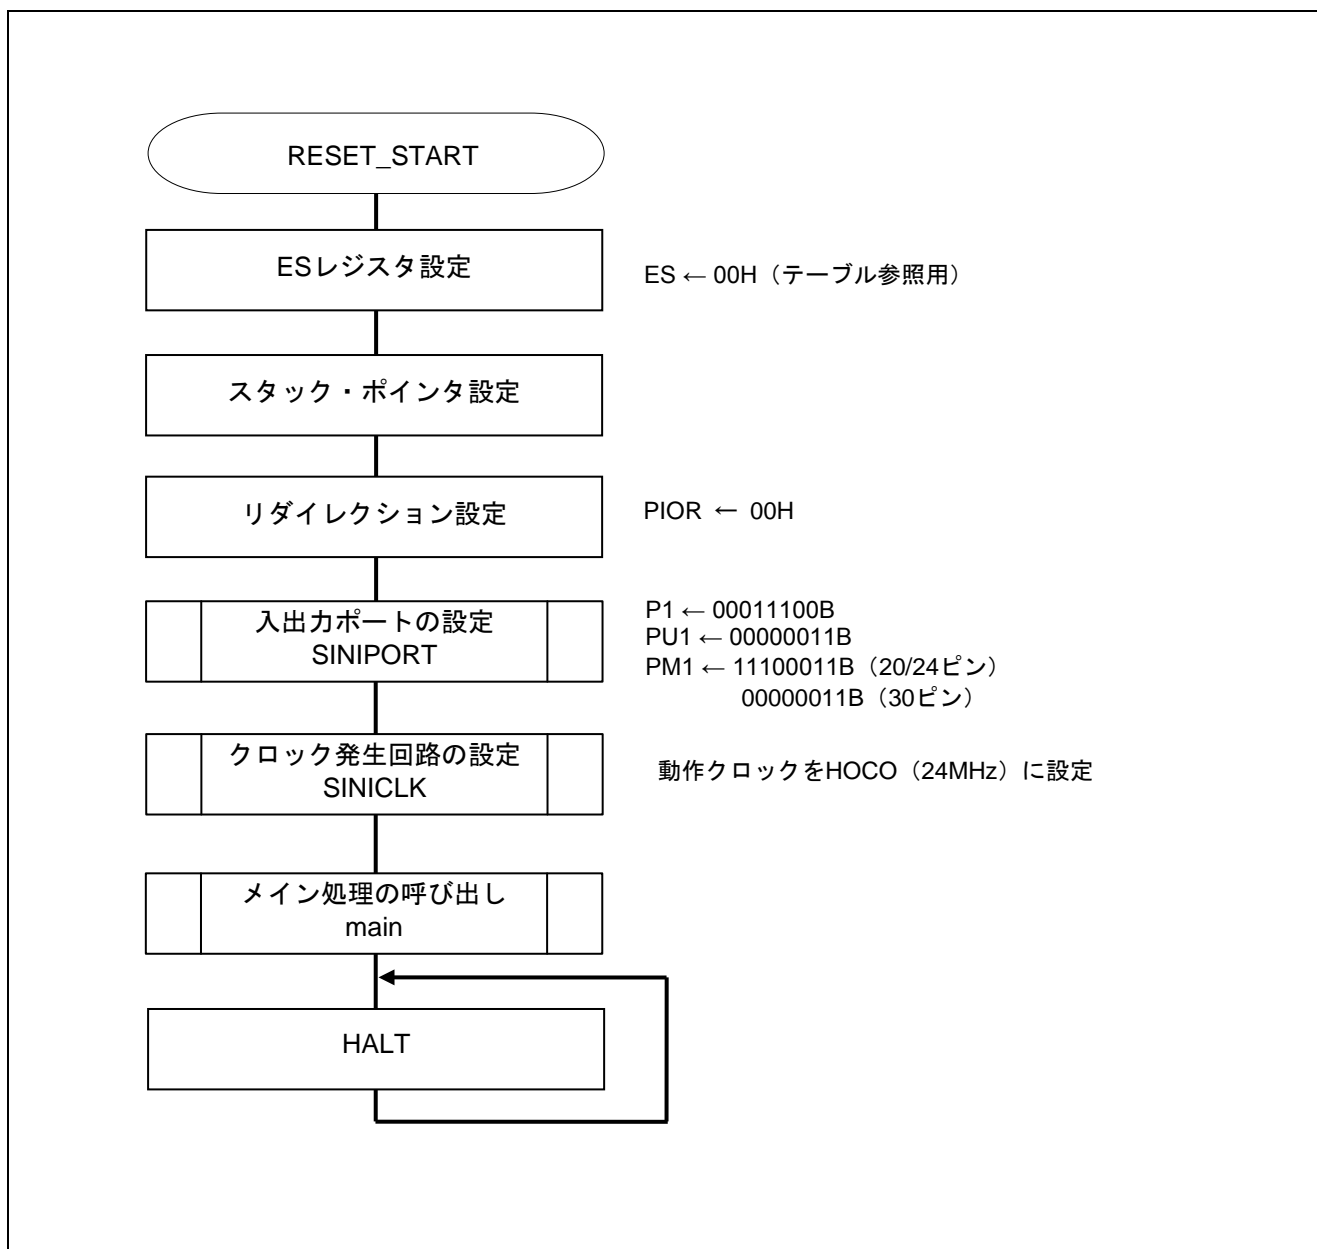 RESET_START
ESレジスタ設定
ES ← 00H（テーブル参照用）
スタック・ポインタ設定
リダイレクション設定
PIOR ← 00H
入出力ポートの設定
SINIPORT
P1 ← 00011100B
PU1 ← 00000011B
PM1 ← 11100011B（20/24ピン）
00000011B（30ピン）
クロック発生回路の設定
SINICLK
動作クロックをHOCO（24MHz）に設定
メイン処理の呼び出し
main
HALT